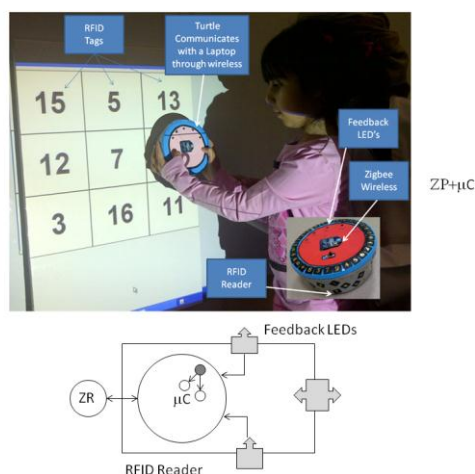 RFID
Tags
Turtle
Communicates
with a Laptop
through wireless
15 5 13
12 7
3 16 11
Feedback
LED's
Zigbee
Wireless
RFID
Reader
ZP+μC
Feedback LEDs
ZR
μC
RFID Reader